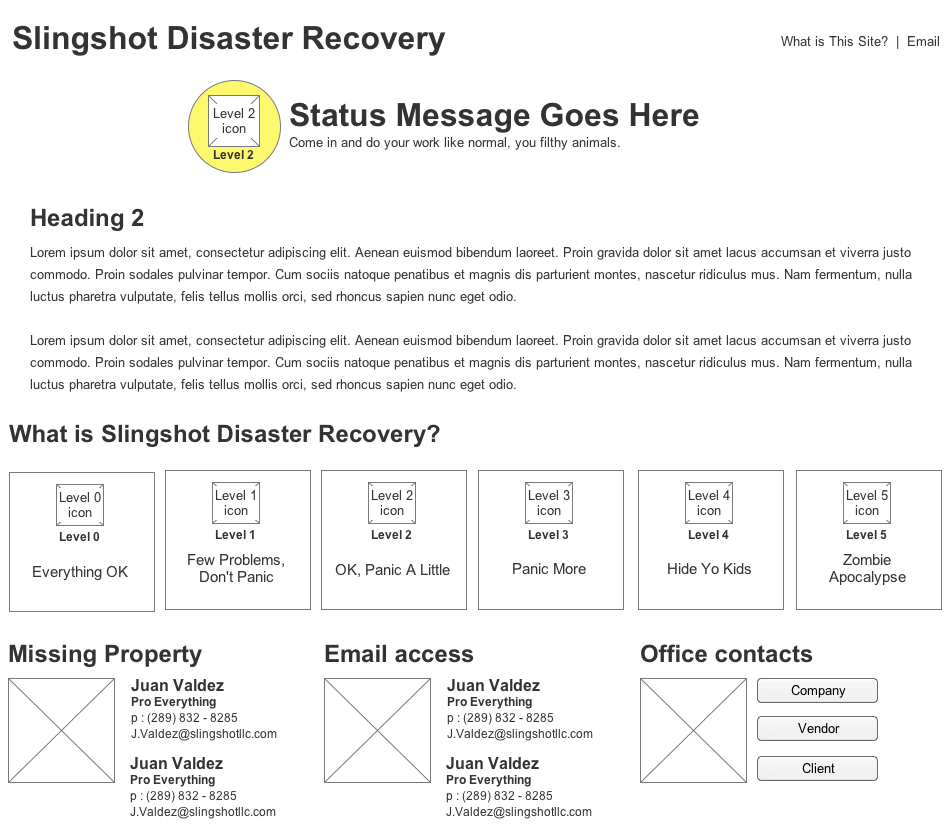 Slingshot Disaster Recovery
What is This Site? | Email
Level 2
icon
Level 2
Status Message Goes Here
Come in and do your work like normal, you filthy animals.
Heading 2
Lorem ipsum dolor sit amet, consectetur adipiscing elit. Aenean euismod bibendum laoreet. Proin gravida dolor sit amet lacus accumsan et viverra justo
commodo. Proin sodales pulvinar tempor. Cum sociis natoque penatibus et magnis dis parturient montes, nascetur ridiculus mus. Nam fermentum, nulla
luctus pharetra vulputate, felis tellus mollis orci, sed rhoncus sapien nunc eget odio.
Lorem ipsum dolor sit amet, consectetur adipiscing elit. Aenean euismod bibendum laoreet. Proin gravida dolor sit amet lacus accumsan et viverra justo
commodo. Proin sodales pulvinar tempor. Cum sociis natoque penatibus et magnis dis parturient montes, nascetur ridiculus mus. Nam fermentum, nulla
luctus pharetra vulputate, felis tellus mollis orci, sed rhoncus sapien nunc eget odio.
What is Slingshot Disaster Recovery?
Level 0
icon
Level 0
Everything OK
Level 1
icon
Level 1
Few Problems,
Don't Panic
Level 2
icon
Level 2
OK, Panic A Little
Level 3
icon
Level 3
Panic More
Level 4
icon
Level 4
Hide Yo Kids
Level 5
icon
Level 5
Zombie
Apocalypse
Missing Property
Juan Valdez
Pro Everything
p : (289) 832 - 8285
J.Valdez@slingshotllc.com
Juan Valdez
Pro Everything
p : (289) 832 - 8285
J.Valdez@slingshotllc.com
Email access
Juan Valdez
Pro Everything
p : (289) 832 - 8285
J.Valdez@slingshotllc.com
Juan Valdez
Pro Everything
p : (289) 832 - 8285
J.Valdez@slingshotllc.com
Office contacts
Company
Vendor
Client